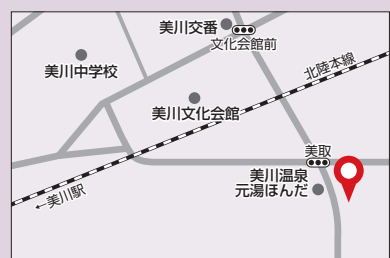 美川交番
文化会館前
美川中学校
北陸本線
美川文化会館
美取
美川温泉
元湯ほんだ
←美川駅